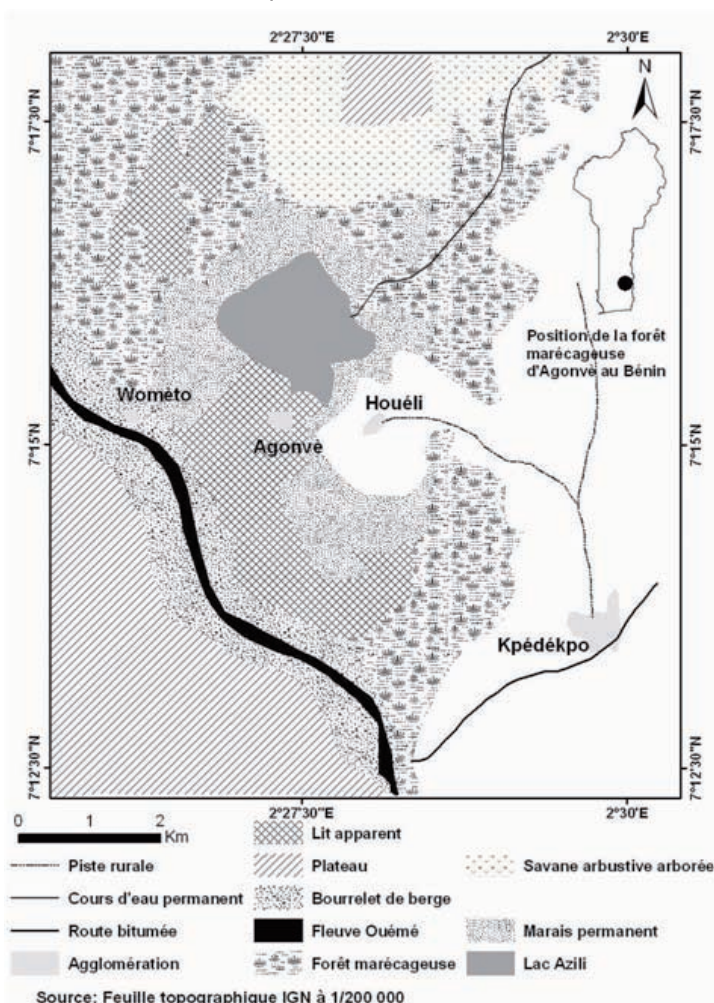 2°27'30"E
2°30'E
N
7°17'30"N
7°17'30"N
Position de la forêt
marécageuse
d'Agonvè au Bénin
Womèto
Houéli
Agonvè
7°15'N
7°15'N
Kpédékpo
7°12'30"N
7°12'30"N
2°27'30"E
2°30'E
0 1 2
Km
Lit apparent
Piste rurale
Plateau
Savane arbustive arborée
Cours d'eau permanent
Bourrelet de berge
Route bitumée
Fleuve Ouémé
Marais permanent
Agglomération
Forêt marécageuse
Lac Azili
Source: Feuille topographique IGN à 1/200 000